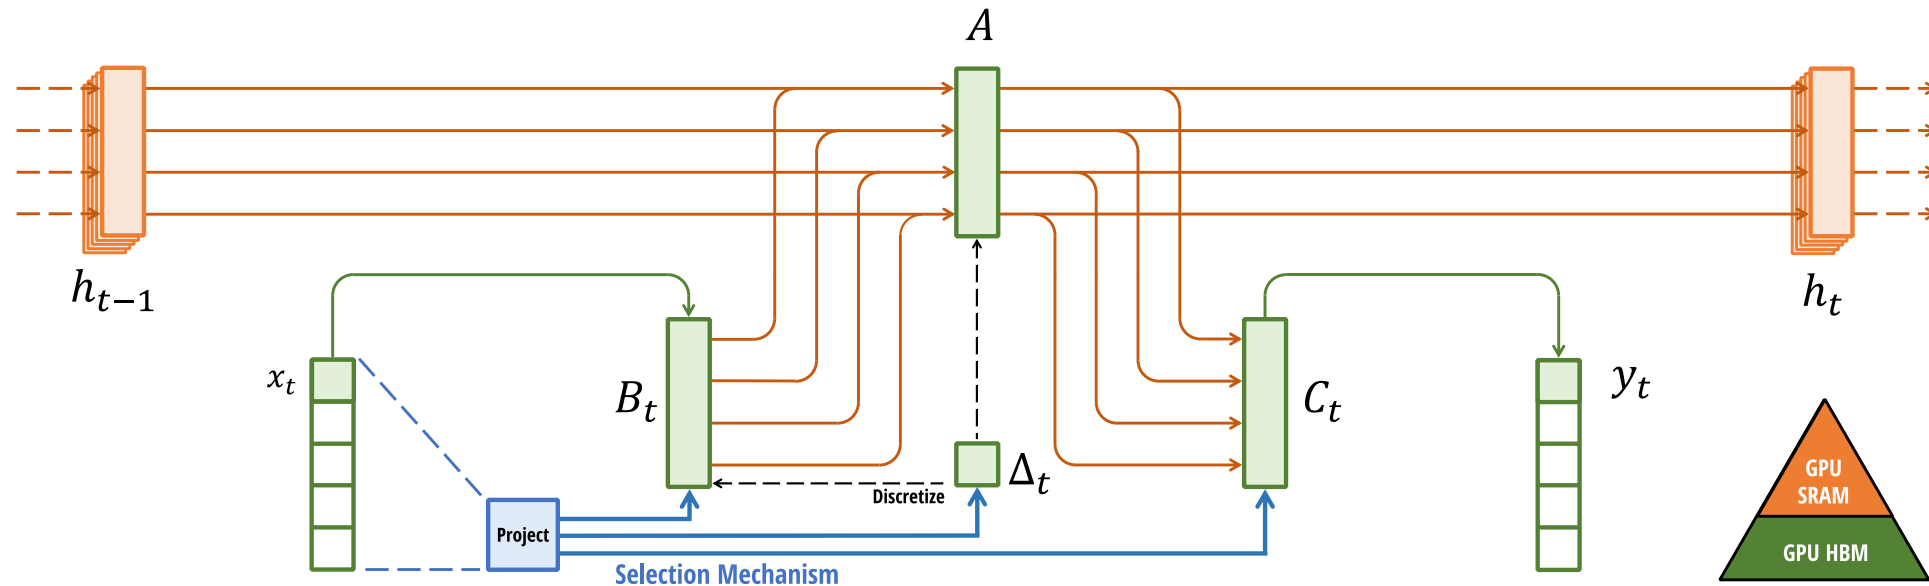 A
h_{t-1}
h_t
x_t
B_t
C_t
y_t
Δ_t
Discretize
Project
Selection Mechanism
GPU
SRAM
GPU HBM